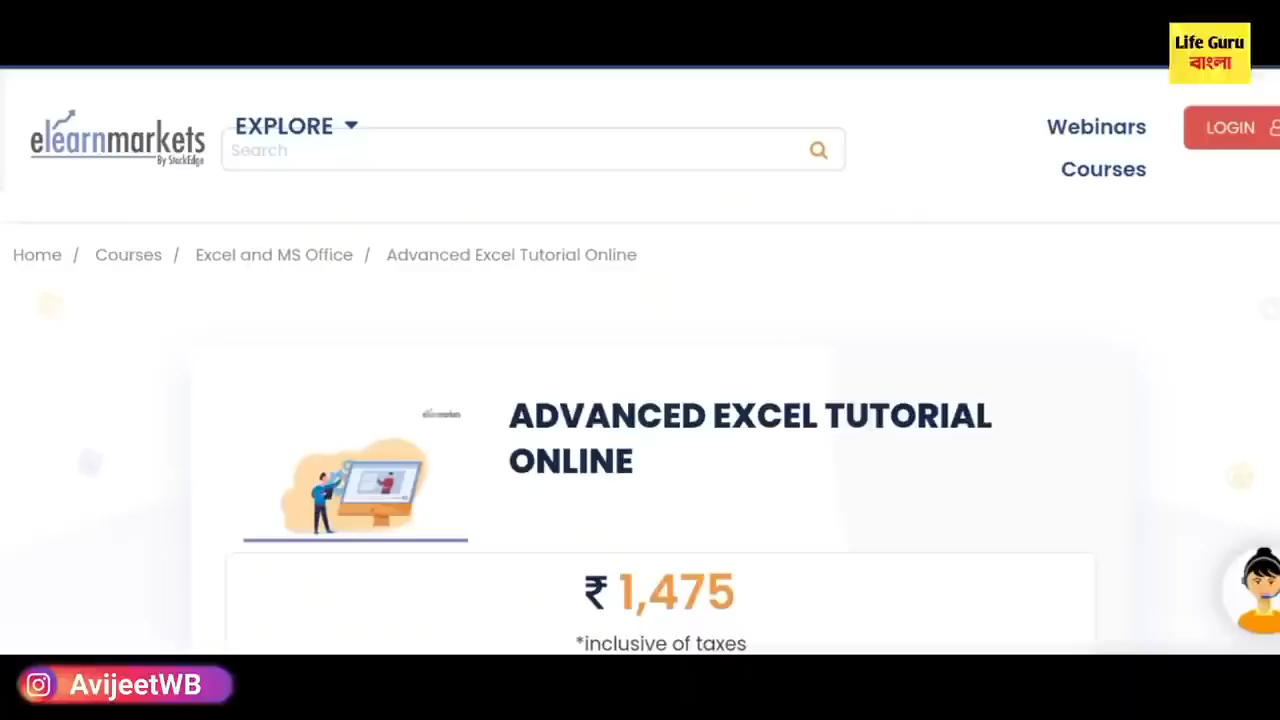 Life Guru
বাংলা
elearnmarkets
By StockEdge
EXPLORE
Search
Webinars
LOGIN
Courses
Home / Courses / Excel and MS Office / Advanced Excel Tutorial Online
elearnmarkets
ADVANCED EXCEL TUTORIAL
ONLINE
₹ 1,475
*inclusive of taxes
AvijeetWB